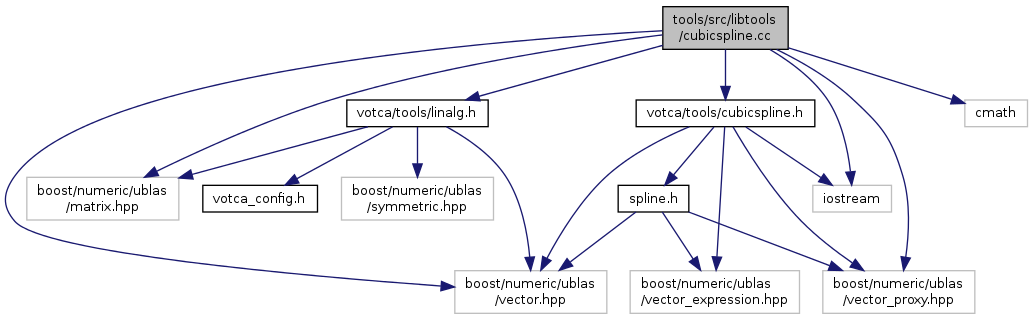 tools/src/libtools
/cubicspline.cc
votca/tools/linalg.h
votca/tools/cubicspline.h
cmath
boost/numeric/ublas
/matrix.hpp
votca_config.h
boost/numeric/ublas
/symmetric.hpp
spline.h
iostream
boost/numeric/ublas
/vector.hpp
boost/numeric/ublas
/vector_expression.hpp
boost/numeric/ublas
/vector_proxy.hpp